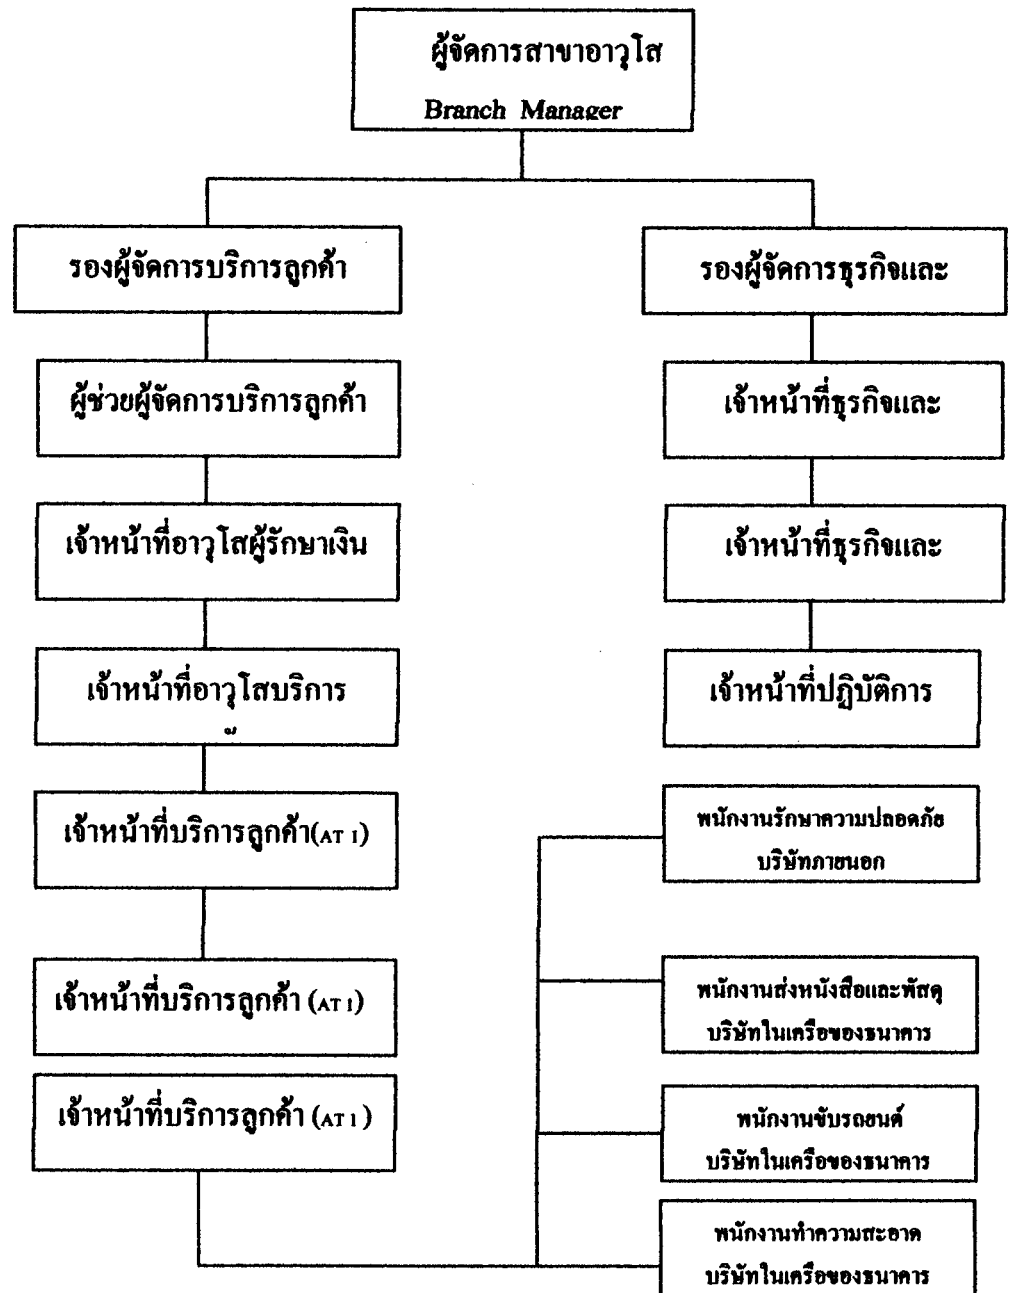 ผู้จัดการสาขาอาวุโส
Branch Manager
รองผู้จัดการบริการลูกค้า
รองผู้จัดการธุรกิจและ
ผู้ช่วยผู้จัดการบริการลูกค้า
เจ้าหน้าที่ธุรกิจและ
เจ้าหน้าที่อาวุโสผู้รักษาเงิน
เจ้าหน้าที่ธุรกิจและ
เจ้าหน้าที่อาวุโสบริการ
เจ้าหน้าที่ปฏิบัติการ
เจ้าหน้าที่บริการลูกค้า(AT 1)
พนักงานรักษาความปลอดภัย
บริษัทภายนอก
เจ้าหน้าที่บริการลูกค้า (AT 1)
พนักงานส่งหนังสือและพัสดุ
บริษัทในเครือของธนาคาร
เจ้าหน้าที่บริการลูกค้า (AT 1)
พนักงานขับรถยนต์
บริษัทในเครือของธนาคาร
พนักงานทำความสะอาด
บริษัทในเครือของธนาคาร